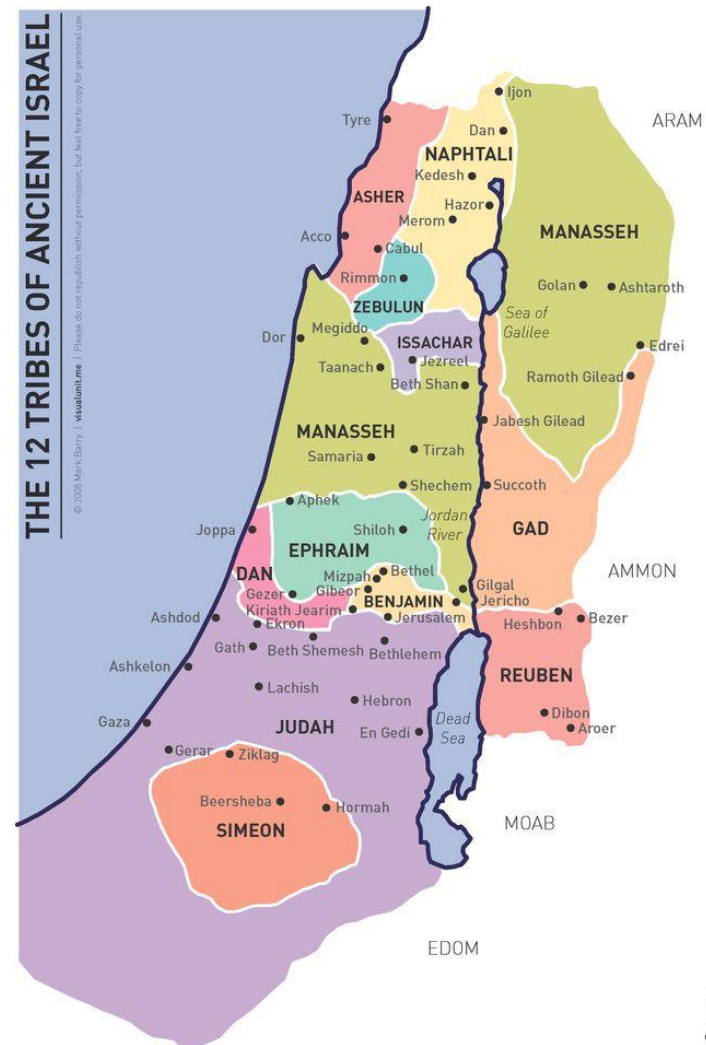 THE 12 TRIBES OF ANCIENT ISRAEL
© 2008 Mark Barry | visualunit.me | Please do not republish without permission, but feel free to copy for personal use.
Ijon
Tyre
ARAM
Dan
NAPHTALI
Kedesh
ASHER
Hazor
Merom
MANASSEH
Acco
Cabul
Rimmon
Golan
Ashtaroth
ZEBULUN
Sea of
Galilee
Megiddo
Dor
ISSACHAR
Edrei
Jezreel
Taanach
Beth Shan
Ramoth Gilead
Jabesh Gilead
MANASSEH
Tirzah
Samaria
Shechem
Succoth
Aphek
Jordan
River
Joppa
Shiloh
GAD
EPHRAIM
DAN
Bethel
Mizpah
AMMON
Gibeor
Gilgal
Gezer
BENJAMIN
Jericho
Kiriath Jearim
Heshbon
Bezer
Ashdod
Jerusalem
Ekron
Gath
Beth Shemesh
Bethlehem
Ashkelon
REUBEN
Lachish
Hebron
Dibon
Gaza
JUDAH
Dead
Sea
En Gedi
Aroer
Gerar
Ziklag
Beersheba
Hormah
MOAB
SIMEON
EDOM